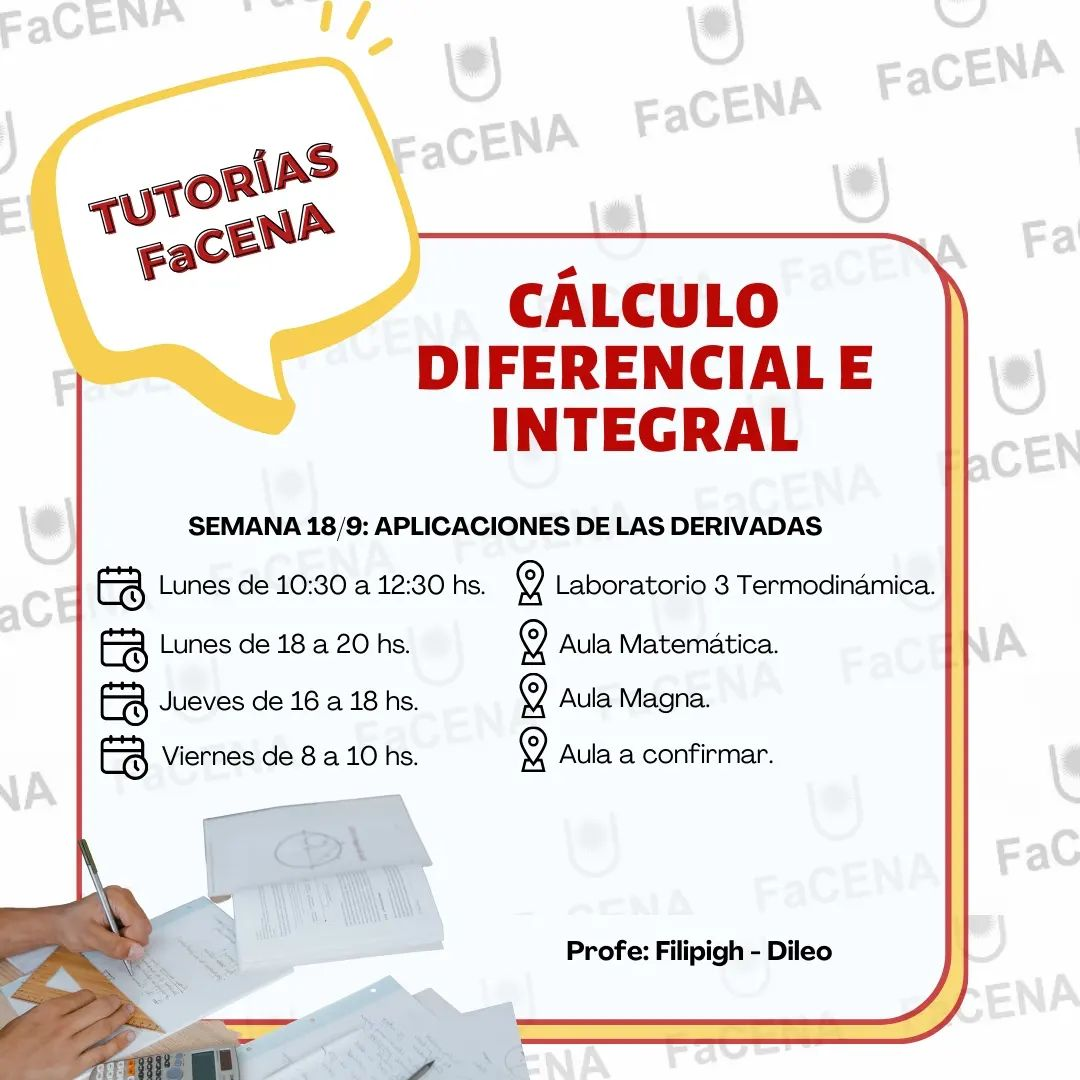 TUTORÍAS
FaCENA
CÁLCULO
DIFERENCIAL E
INTEGRAL
SEMANA 18/9: APLICACIONES DE LAS DERIVADAS
Lunes de 10:30 a 12:30 hs. Laboratorio 3 Termodinámica.
Lunes de 18 a 20 hs. Aula Matemática.
Jueves de 16 a 18 hs. Aula Magna.
Viernes de 8 a 10 hs. Aula a confirmar.
Profe: Filipigh - Dileo
FaCENA